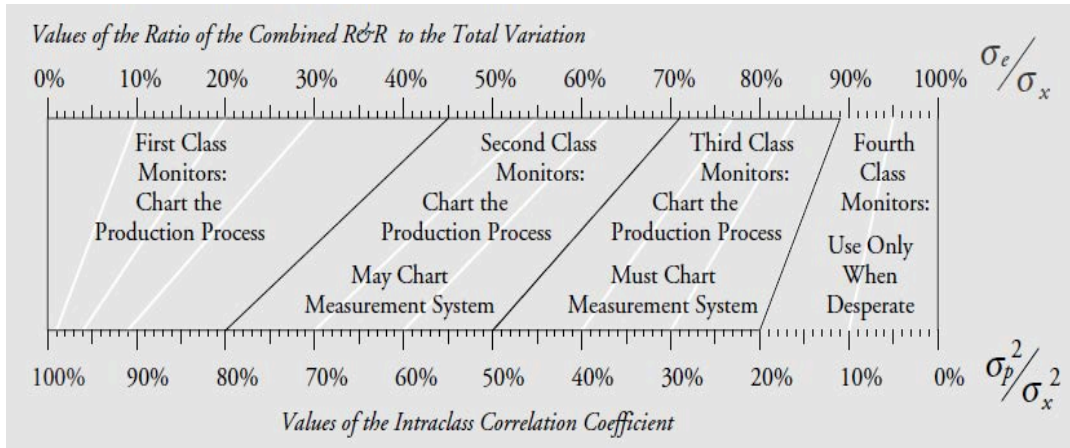 Values of the Ratio of the Combined R&R to the Total Variation
0% 10% 20% 30% 40% 50% 60% 70% 80% 90% 100% σe/σx
First Class
Monitors:
Chart the
Production Process
Second Class
Monitors:
Chart the
Production Process
May Chart
Measurement System
Third Class
Monitors:
Chart the
Production Process
Must Chart
Measurement System
Fourth
Class
Monitors:
Use Only
When
Desperate
100% 90% 80% 70% 60% 50% 40% 30% 20% 10% 0% σp²/σx²
Values of the Intraclass Correlation Coefficient